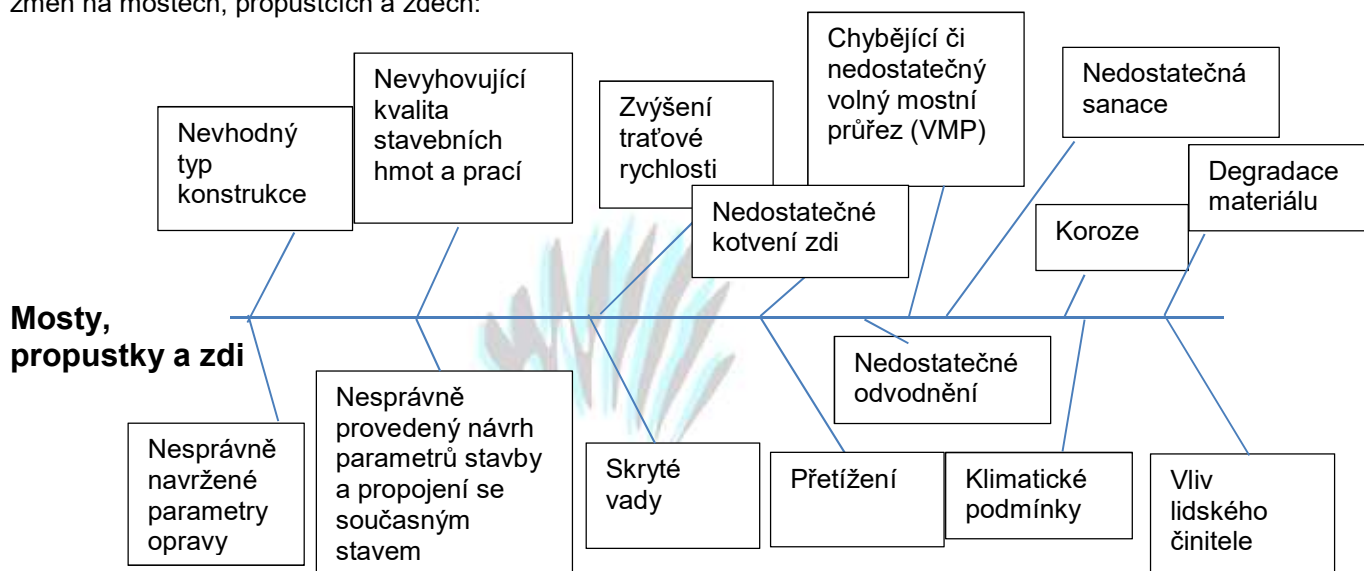 změn na mostech, propustcích a zdech:
Nevhodný
typ
konstrukce
Nevyhovující
kvalita
stavebních
hmot a prací
Zvýšení
traťové
rychlosti
Nedostatečné
kotvení zdi
Chybějící či
nedostatečný
volný mostní
průřez (VMP)
Nedostatečná
sanace
Koroze
Degradace
materiálu
Mosty,
propustky a zdi
Nesprávně
navržené
parametry
opravy
Nesprávně
provedený návrh
parametrů stavby
a propojení se
současným
stavem
Skryté
vady
Přetížení
Nedostatečné
odvodnění
Klimatické
podmínky
Vliv
lidského
činitele